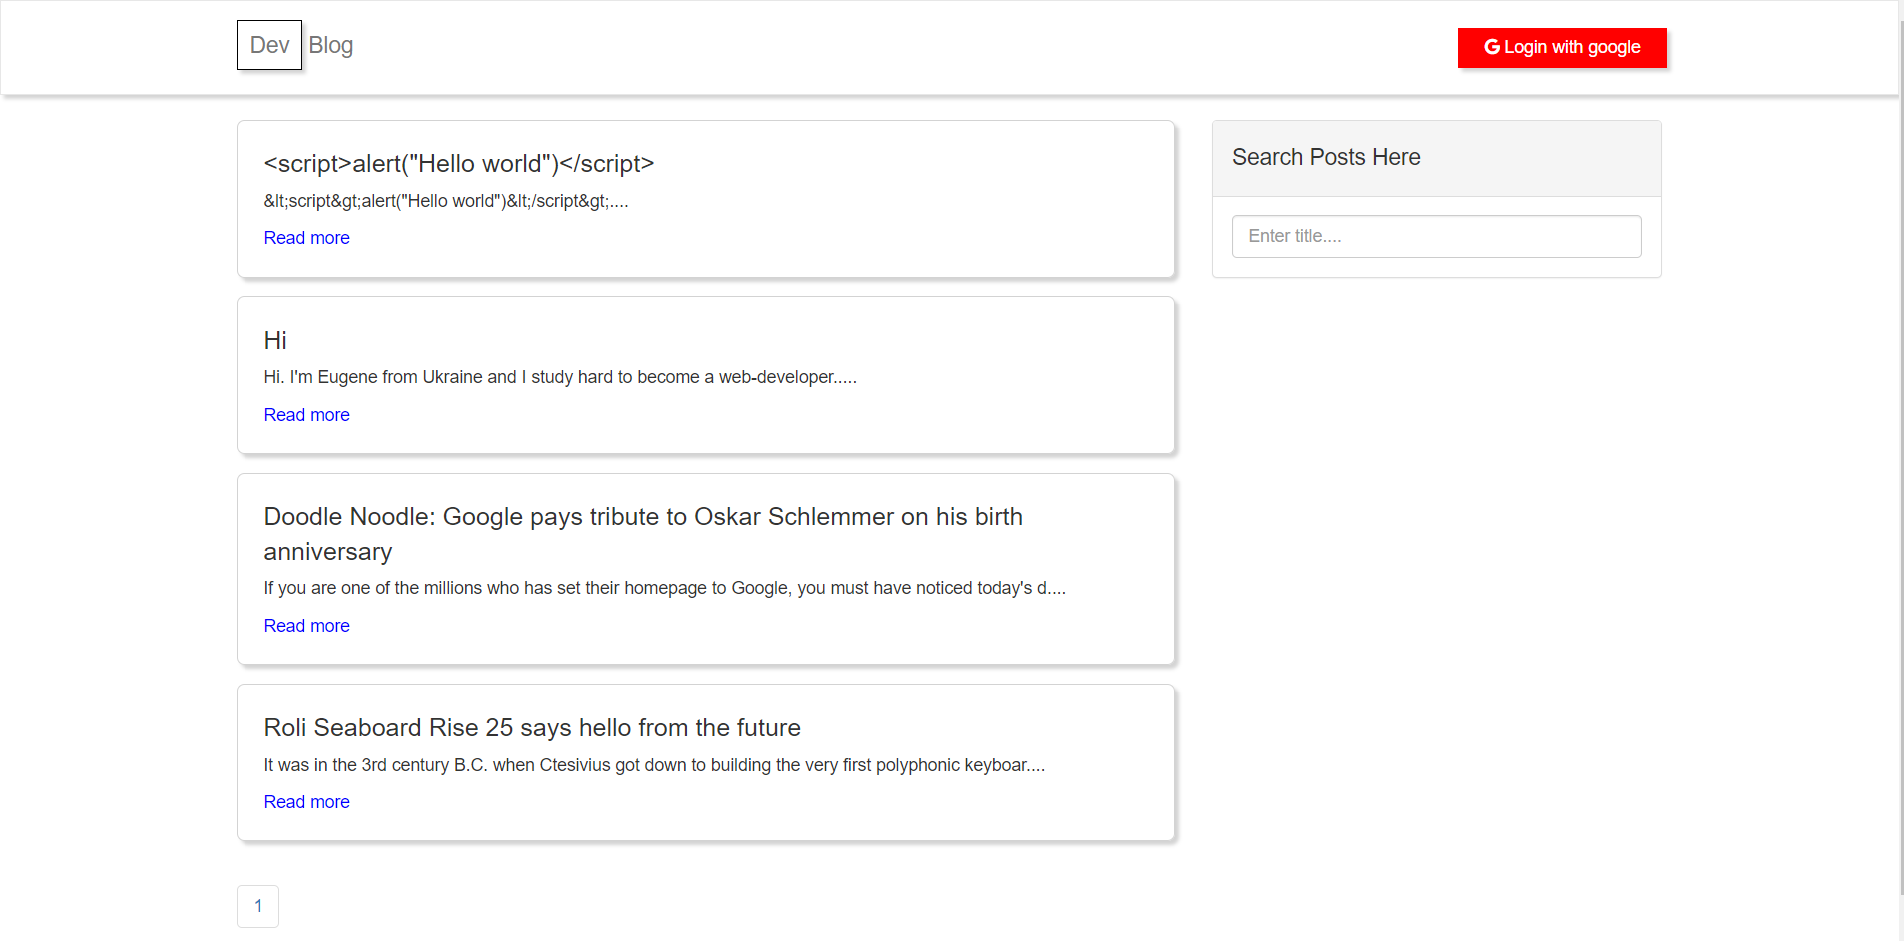 Dev Blog
G Login with google
<script>alert("Hello world")</script>
&lt;script&gt;alert("Hello world")&lt;/script&gt;....
Read more
Hi
Hi. I'm Eugene from Ukraine and I study hard to become a web-developer.....
Read more
Doodle Noodle: Google pays tribute to Oskar Schlemmer on his birth
anniversary
If you are one of the millions who has set their homepage to Google, you must have noticed today's d....
Read more
Roli Seaboard Rise 25 says hello from the future
It was in the 3rd century B.C. when Ctesivius got down to building the very first polyphonic keyboar....
Read more
1
Search Posts Here
Enter title....